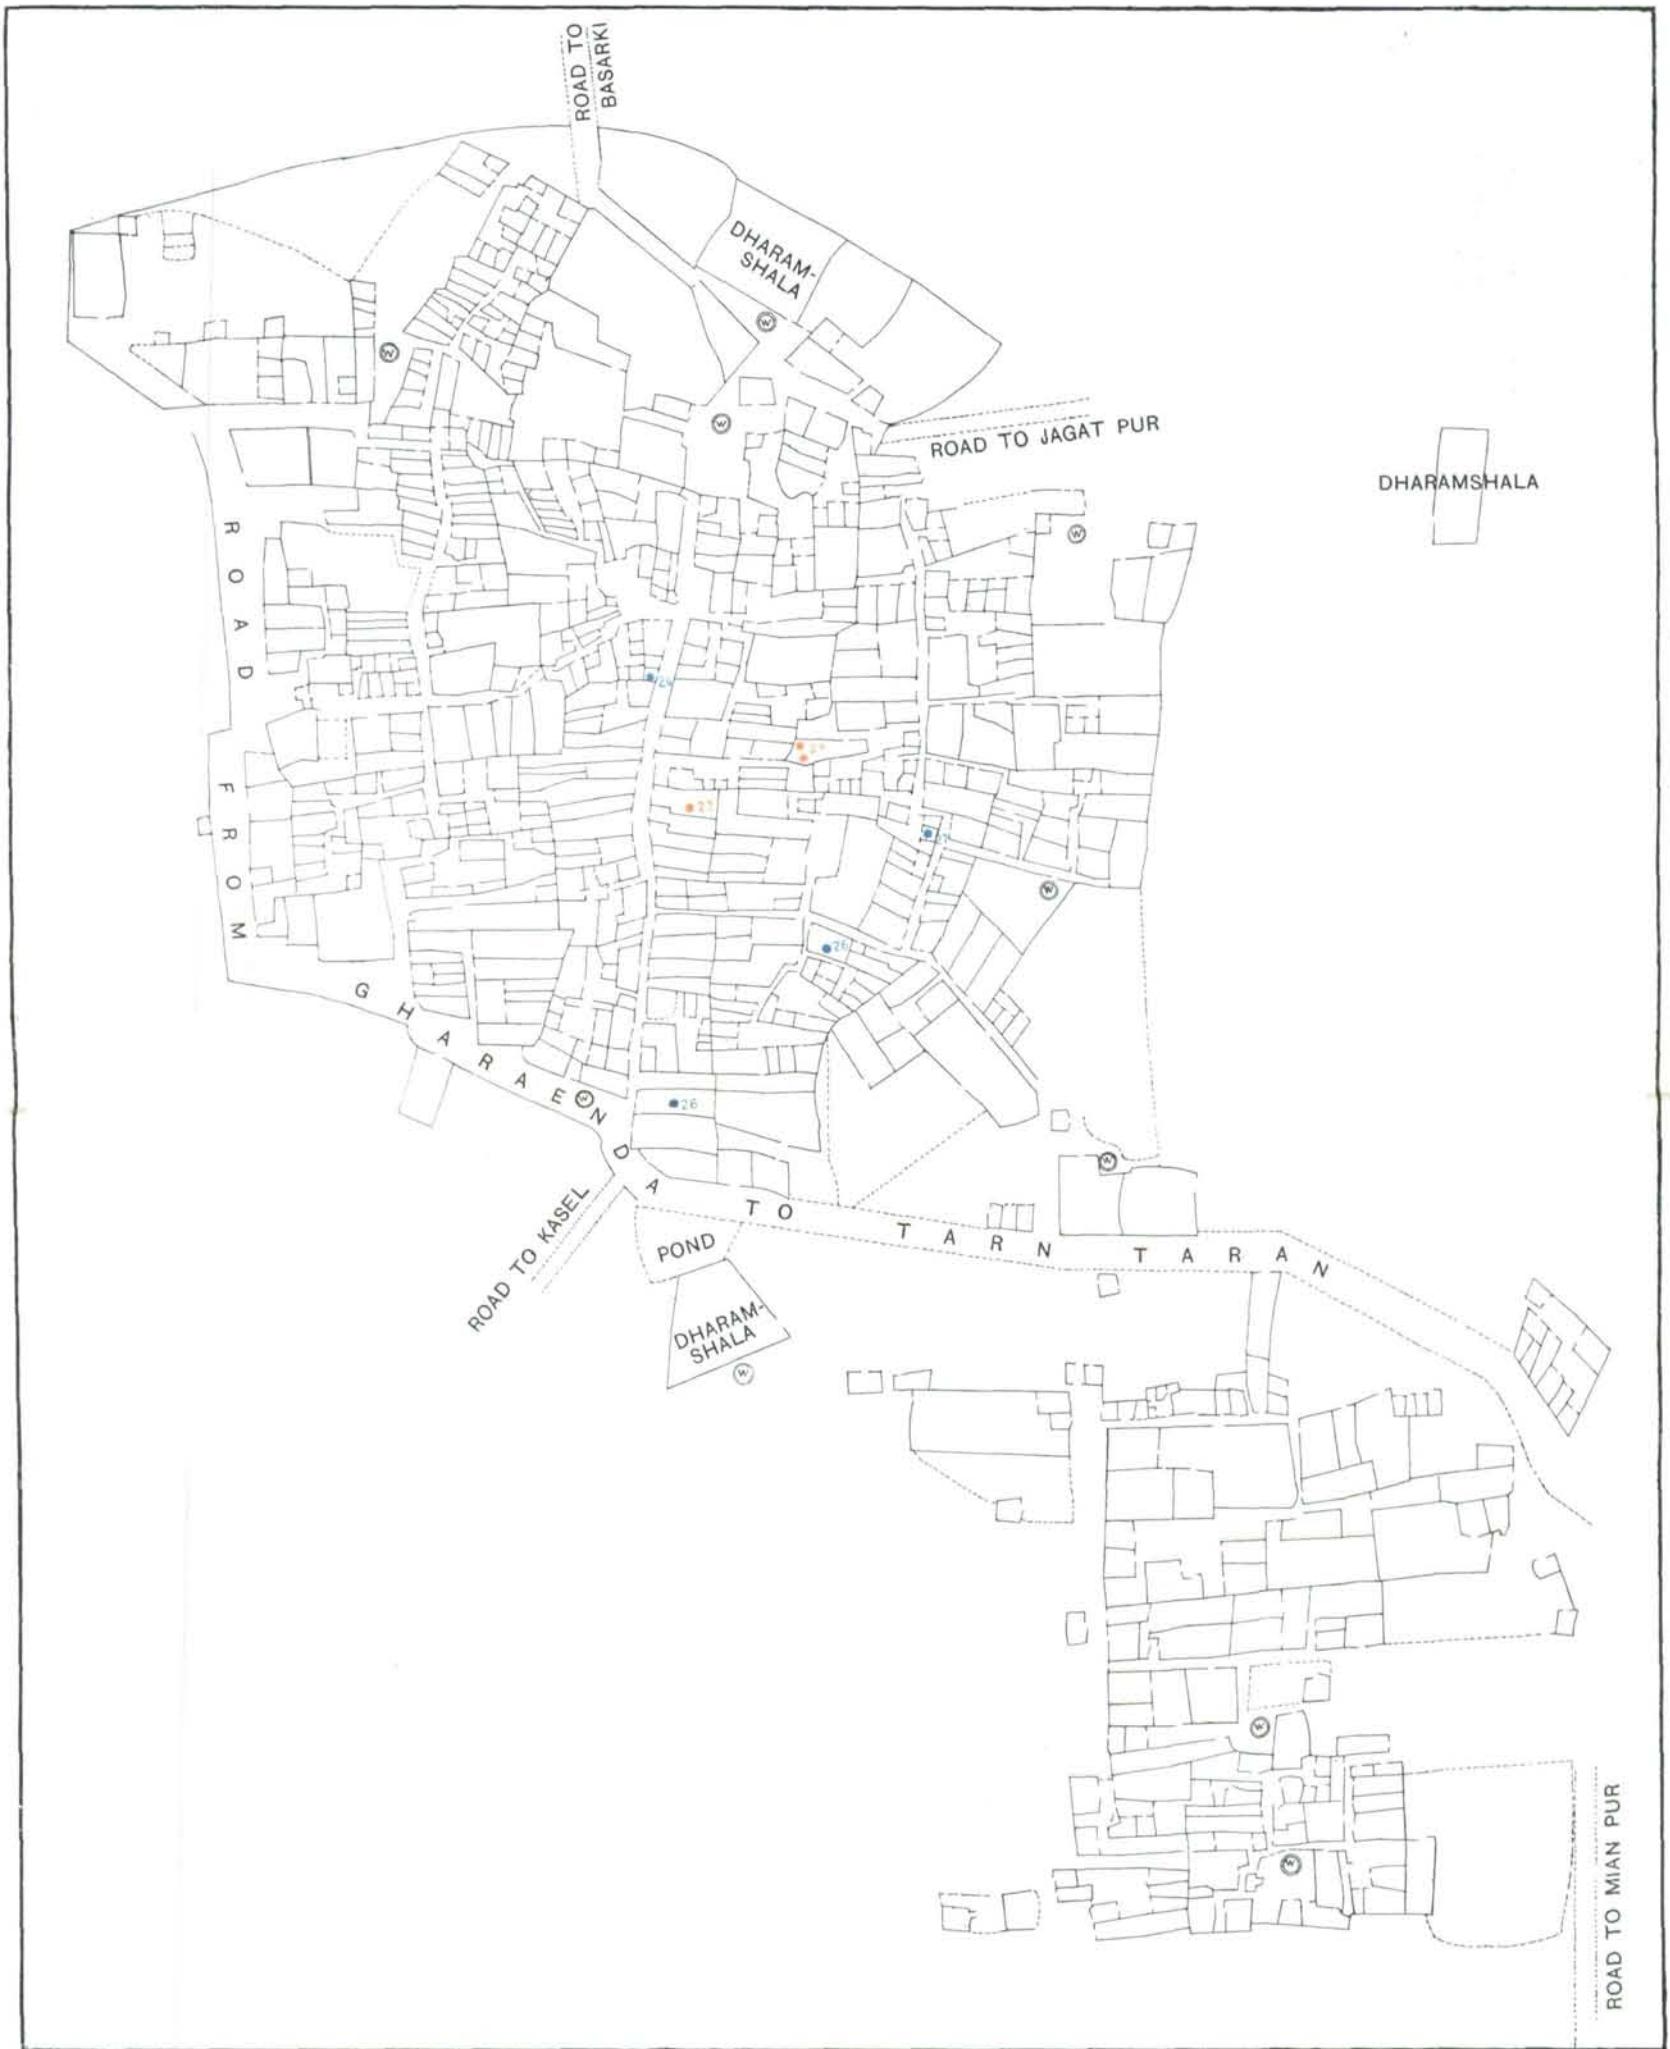 ROAD TO
BASARKI
DHARAM-
SHALA
W
W
W
ROAD TO JAGAT PUR
DHARAMSHALA
W
ROAD FROM GHARAENDA TO TARN TARAN
27
W
26
W
26
W
ROAD TO KASEL
POND
DHARAM-
SHALA
W
W
W
ROAD TO MIAN PUR